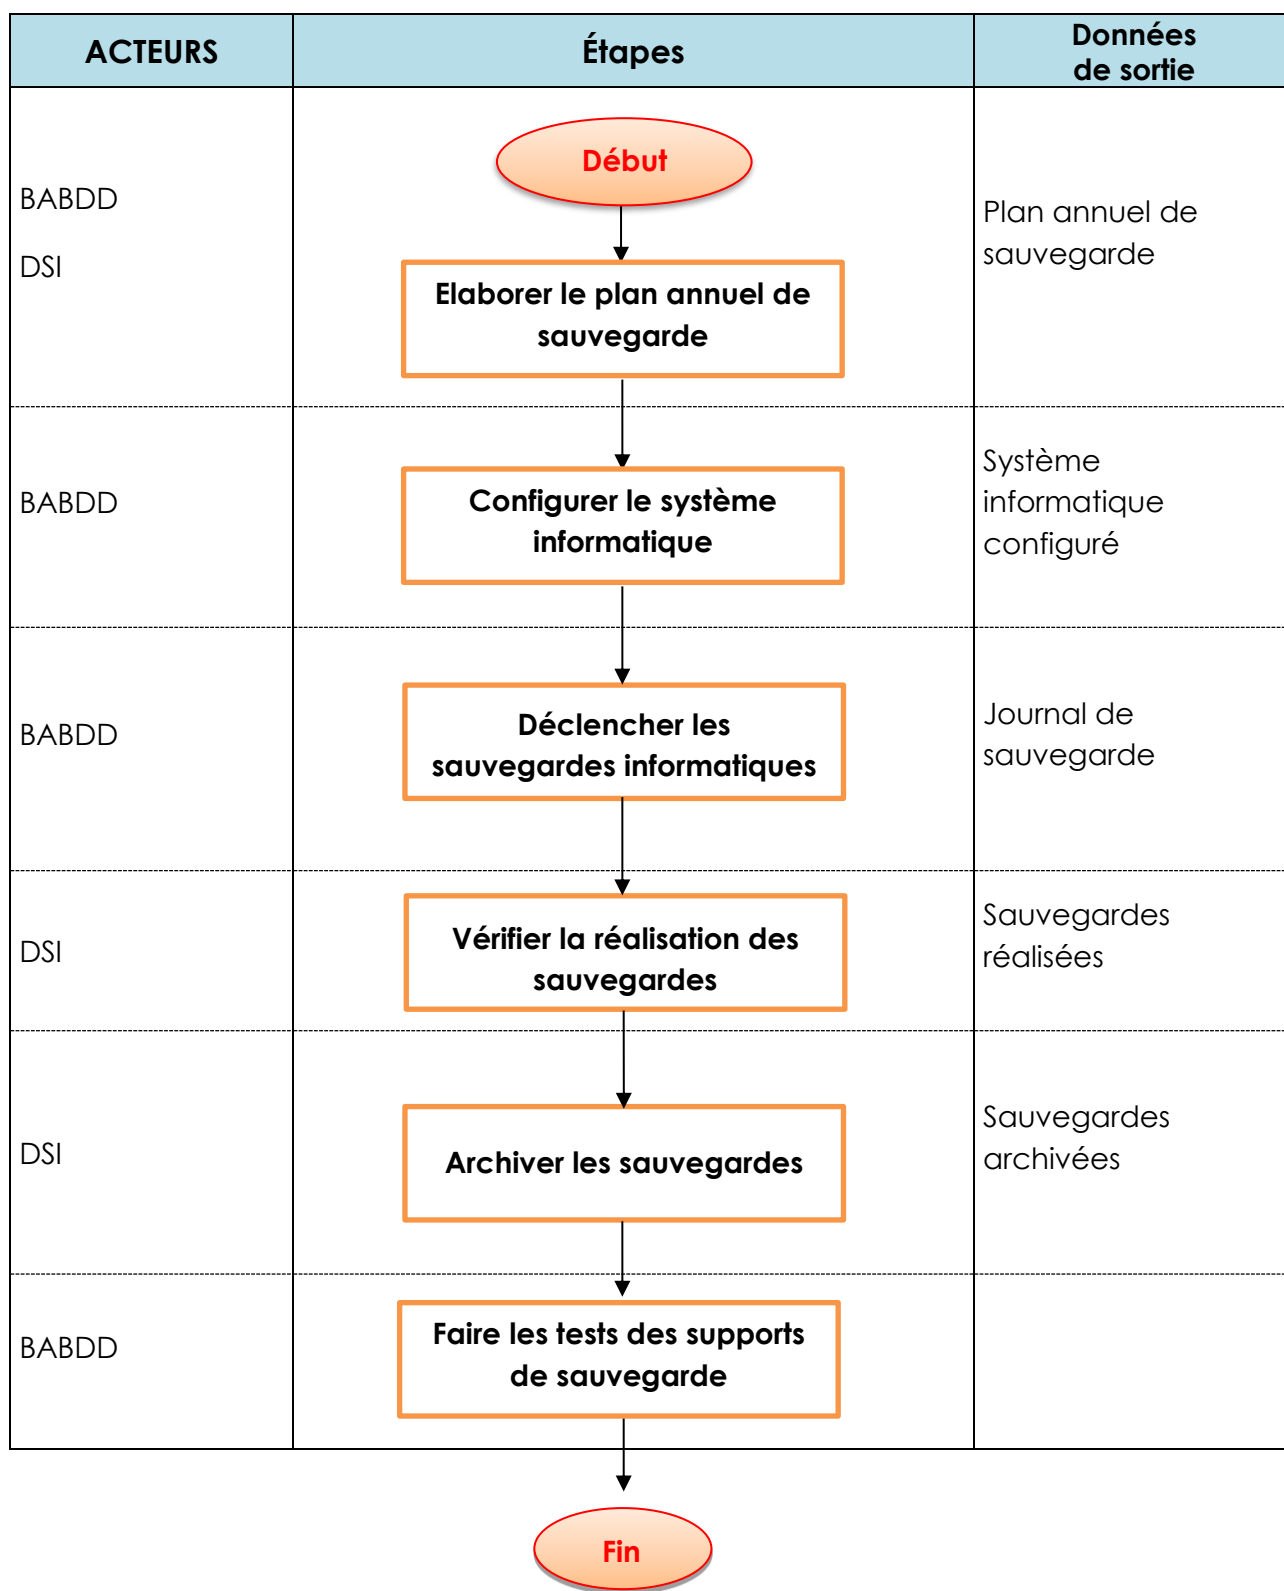 ACTEURS
Étapes
Données
de sortie
Début
BABDD
DSI
Plan annuel de
sauvegarde
Elaborer le plan annuel de
sauvegarde
BABDD
Configurer le système
informatique
Système
informatique
configuré
BABDD
Déclencher les
sauvegardes informatiques
Journal de
sauvegarde
DSI
Vérifier la réalisation des
sauvegardes
Sauvegardes
réalisées
DSI
Archiver les sauvegardes
Sauvegardes
archivées
BABDD
Faire les tests des supports
de sauvegarde
Fin